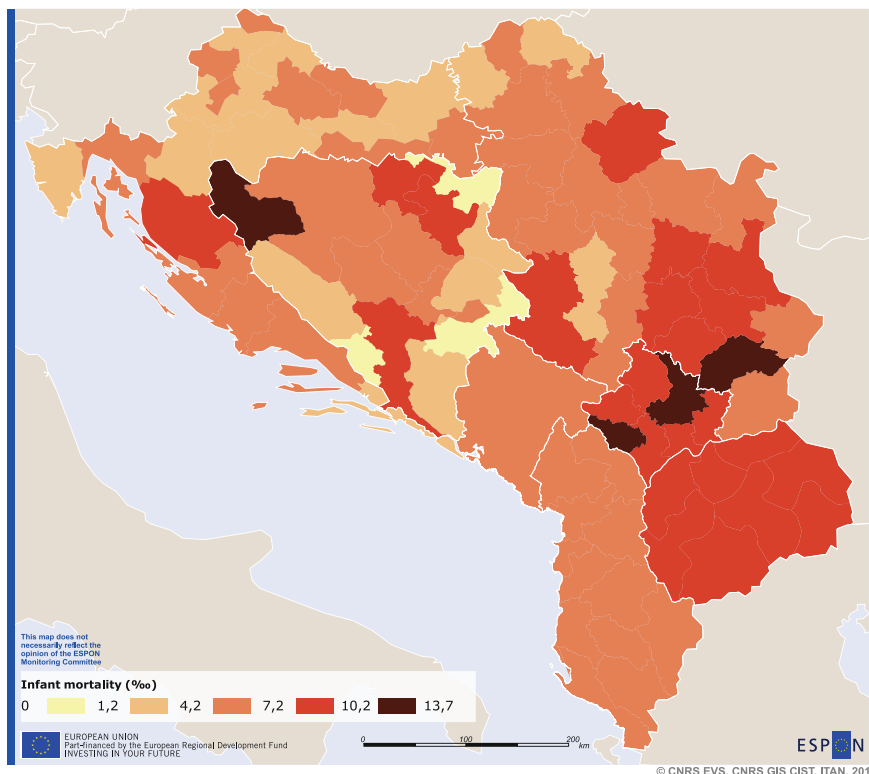 This map does not
necessarily reflect the
opinion of the ESPON
Monitoring Committee
Infant mortality (‰)
0 1,2 4,2 7,2 10,2 13,7
EUROPEAN UNION
Part-financed by the European Regional Development Fund
INVESTING IN YOUR FUTURE
0 100 200
km
ESPON
© CNRS EVS, CNRS GIS CIST, ITAN, 201